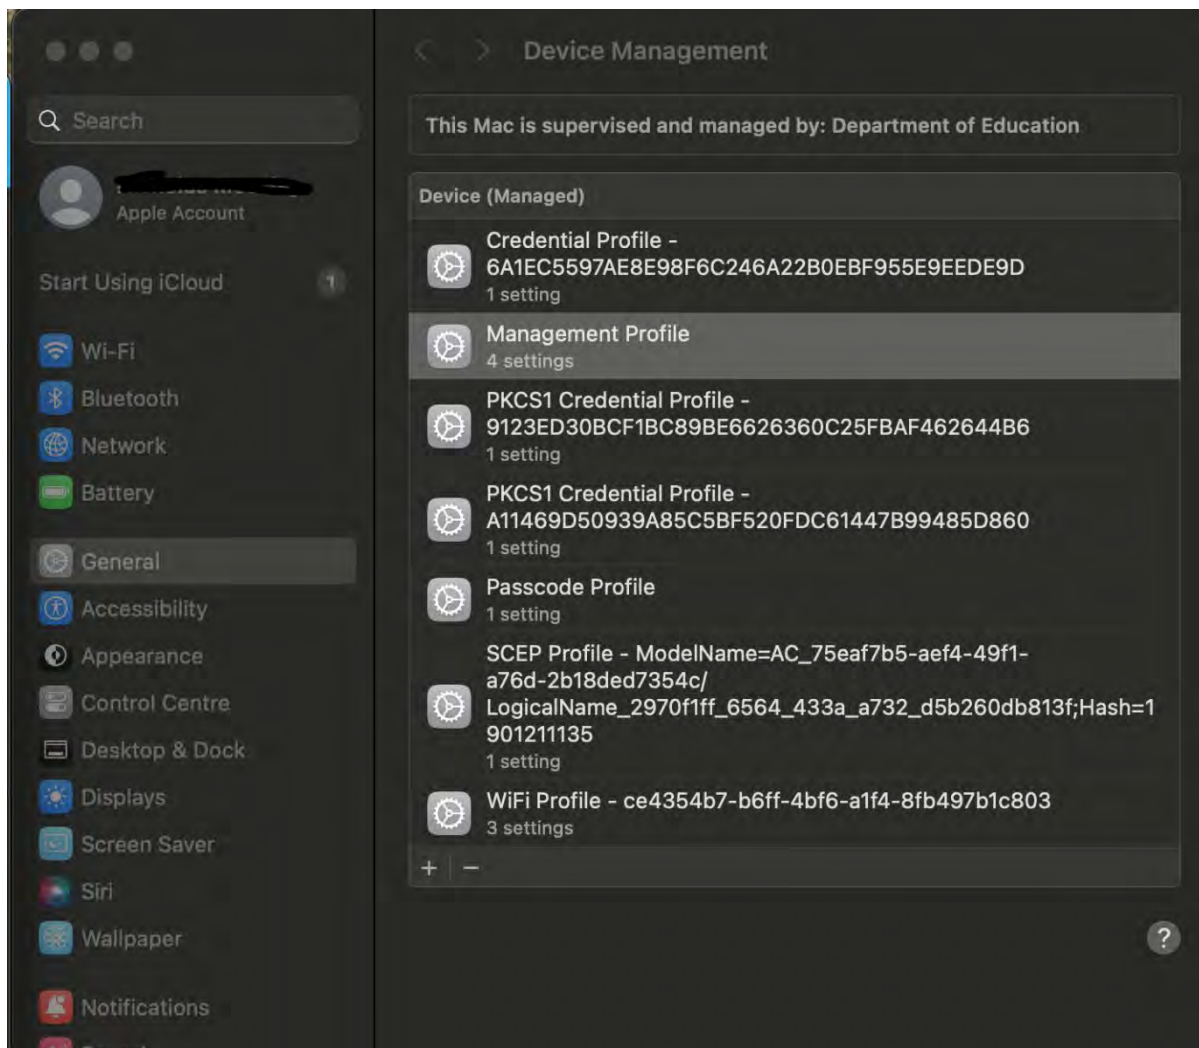 Device Management
Search
Apple Account
Start Using iCloud
1
Wi-Fi
Bluetooth
Network
Battery
General
Accessibility
Appearance
Control Centre
Desktop & Dock
Displays
Screen Saver
Siri
Wallpaper
Notifications
This Mac is supervised and managed by: Department of Education
Device (Managed)
Credential Profile -
6A1EC5597AE8E98F6C246A22B0EBF955E9EEDE9D
1 setting
Management Profile
4 settings
PKCS1 Credential Profile -
9123ED30BCF1BC89BE6626360C25FBAF462644B6
1 setting
PKCS1 Credential Profile -
A11469D50939A85C5BF520FDC61447B99485D860
1 setting
Passcode Profile
1 setting
SCEP Profile - ModelName=AC_75eaf7b5-aef4-49f1-
a76d-2b18ded7354c/
LogicalName_2970f1ff_6564_433a_a732_d5b260db813f;Hash=1
901211135
1 setting
WiFi Profile - ce4354b7-b6ff-4bf6-a1f4-8fb497b1c803
3 settings
+ −
?